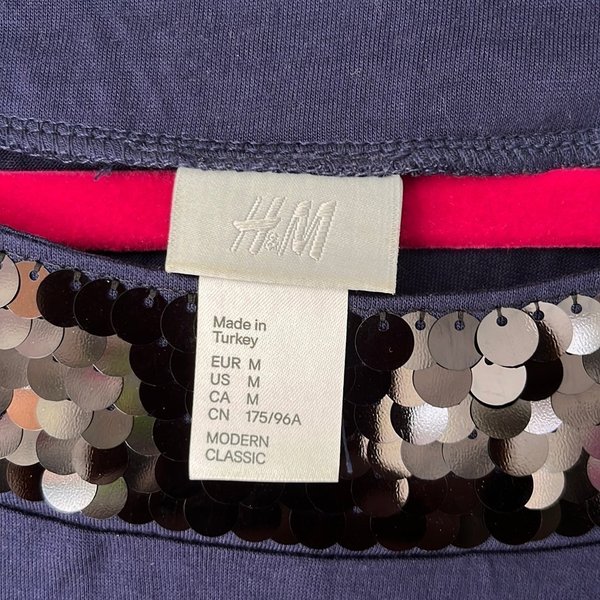 H&M
Made in
Turkey
EUR M
US M
CA M
CN 175/96A
MODERN
CLASSIC